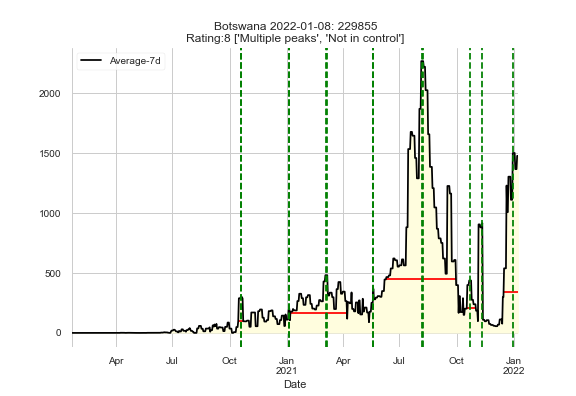 Botswana 2022-01-08: 229855
Rating:8 ['Multiple peaks', 'Not in control']
Average-7d
2000
1500
1000
500
0
Apr
Jul
Oct
Jan
2021
Apr
Jul
Oct
Jan
2022
Date